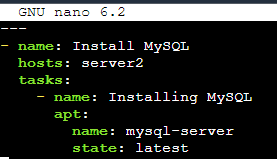 GNU nano 6.2
---
- name: Install MySQL
  hosts: server2
  tasks:
    - name: Installing MySQL
      apt:
        name: mysql-server
        state: latest